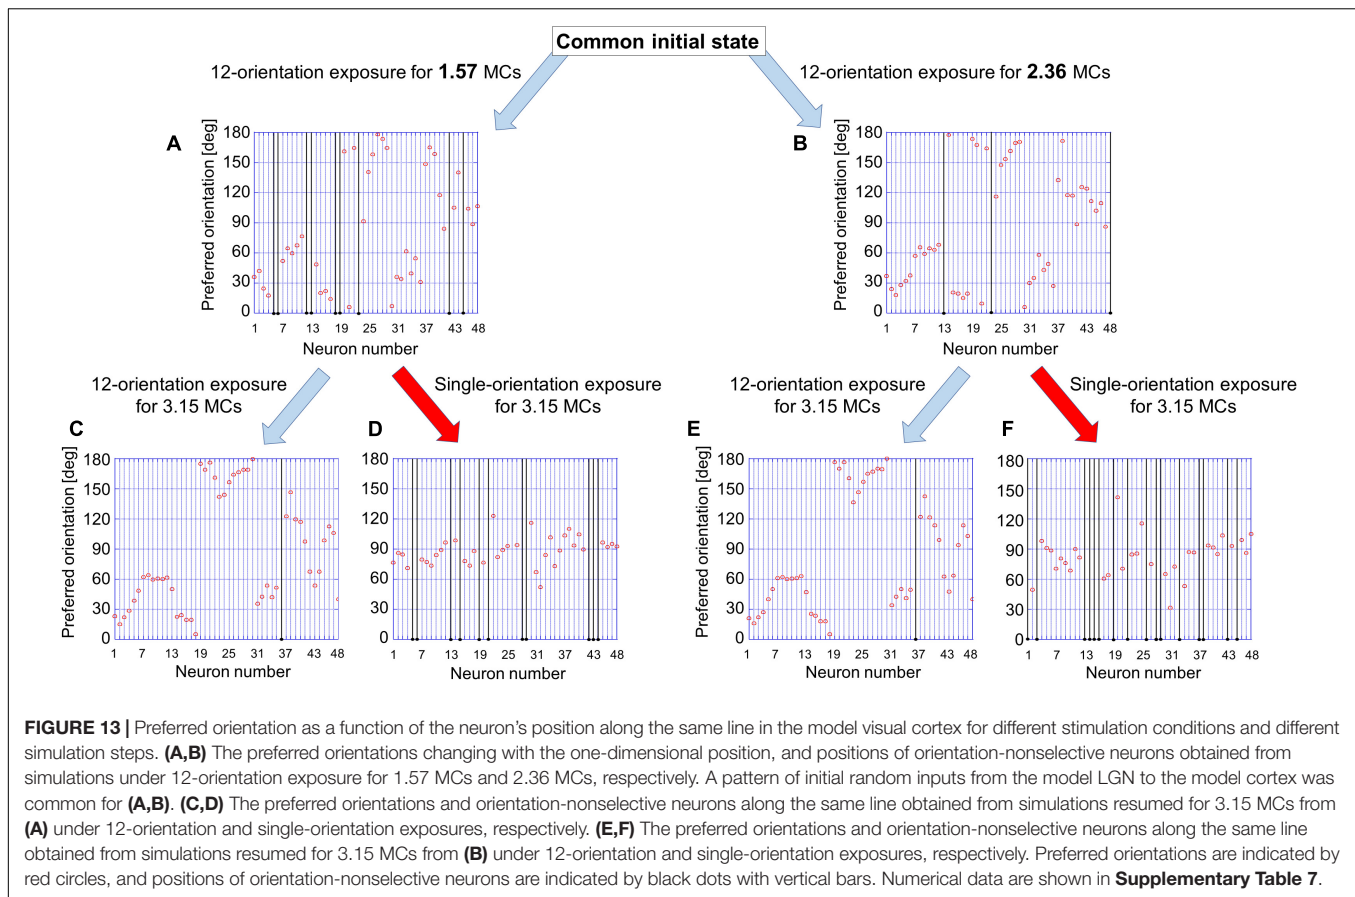 Common initial state
12-orientation exposure for 1.57 MCs
12-orientation exposure for 2.36 MCs
A
Preferred orientation [deg]
180
150
120
90
60
30
0
1 7 13 19 25 31 37 43 48
Neuron number
B
Preferred orientation [deg]
180
150
120
90
60
30
0
1 7 13 19 25 31 37 43 48
Neuron number
12-orientation exposure
for 3.15 MCs
Single-orientation exposure
for 3.15 MCs
12-orientation exposure
for 3.15 MCs
Single-orientation exposure
for 3.15 MCs
C
Preferred orientation [deg]
180
150
120
90
60
30
0
1 7 13 19 25 31 37 43 48
Neuron number
D
180
150
120
90
60
30
0
1 7 13 19 25 31 37 43 48
Neuron number
E
Preferred orientation [deg]
180
150
120
90
60
30
0
1 7 13 19 25 31 37 43 48
Neuron number
F
180
150
120
90
60
30
0
1 7 13 19 25 31 37 43 48
Neuron number
FIGURE 13 | Preferred orientation as a function of the neuron's position along the same line in the model visual cortex for different stimulation conditions and different
simulation steps. (A,B) The preferred orientations changing with the one-dimensional position, and positions of orientation-nonselective neurons obtained from
simulations under 12-orientation exposure for 1.57 MCs and 2.36 MCs, respectively. A pattern of initial random inputs from the model LGN to the model cortex was
common for (A,B). (C,D) The preferred orientations and orientation-nonselective neurons along the same line obtained from simulations resumed for 3.15 MCs from
(A) under 12-orientation and single-orientation exposures, respectively. (E,F) The preferred orientations and orientation-nonselective neurons along the same line
obtained from simulations resumed for 3.15 MCs from (B) under 12-orientation and single-orientation exposures, respectively. Preferred orientations are indicated by
red circles, and positions of orientation-nonselective neurons are indicated by black dots with vertical bars. Numerical data are shown in Supplementary Table 7.